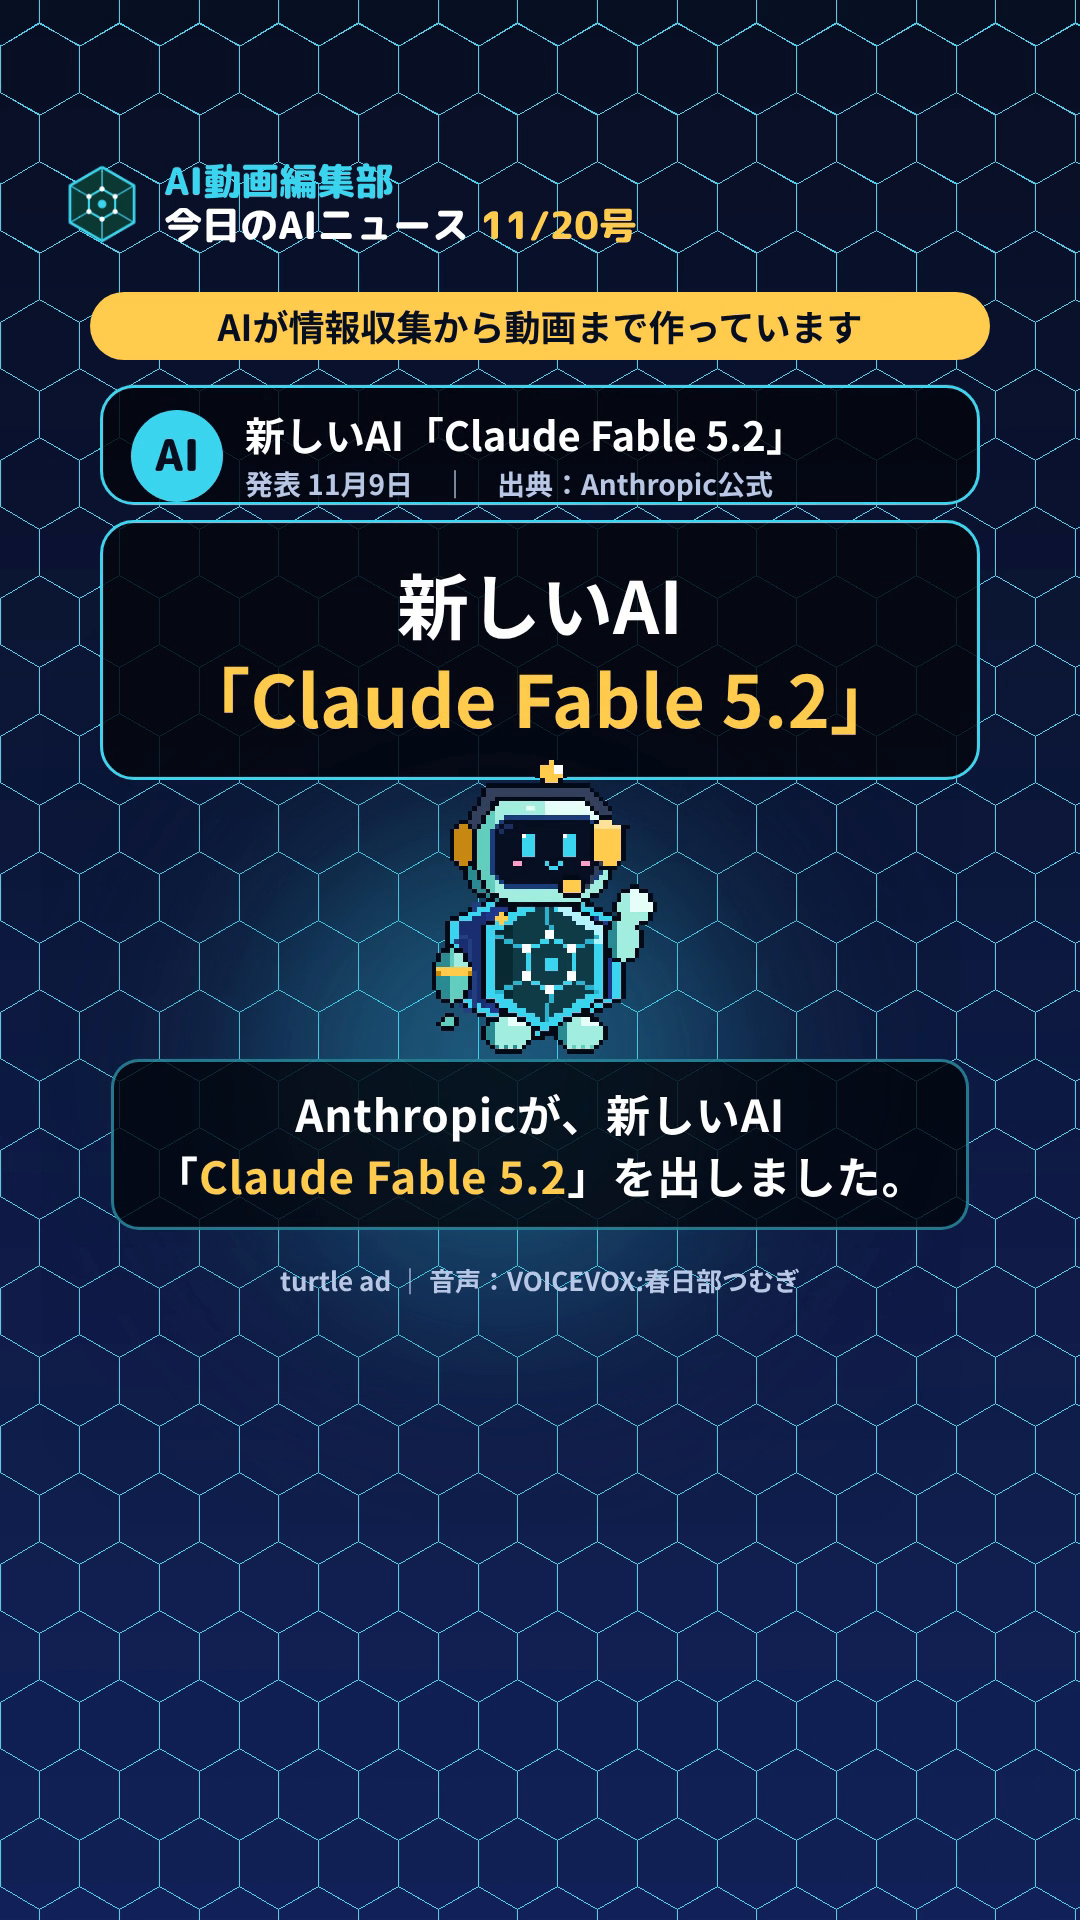 AI動画編集部
今日のAIニュース 11/20号
AIが情報収集から動画まで作っています
AI
新しいAI「Claude Fable 5.2」
発表 11月9日 ｜ 出典：Anthropic公式
新しいAI
「Claude Fable 5.2」
Anthropicが、新しいAI
「Claude Fable 5.2」を出しました。
turtle ad ｜ 音声：VOICEVOX:春日部つむぎ